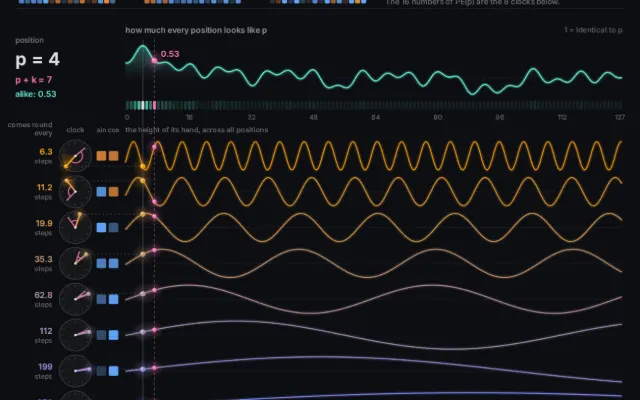 The 16 numbers of PE(p) are the 8 clocks below.
how much every position looks like p
1 = identical to p
position
p = 4
p + k = 7
alike: 0.53
0.53
0 16 32 48 64 80 96 112 127
comes round every
clock
sin cos
the height of its hand, across all positions
6.3 steps
11.2 steps
19.9 steps
35.3 steps
62.8 steps
112 steps
199 steps